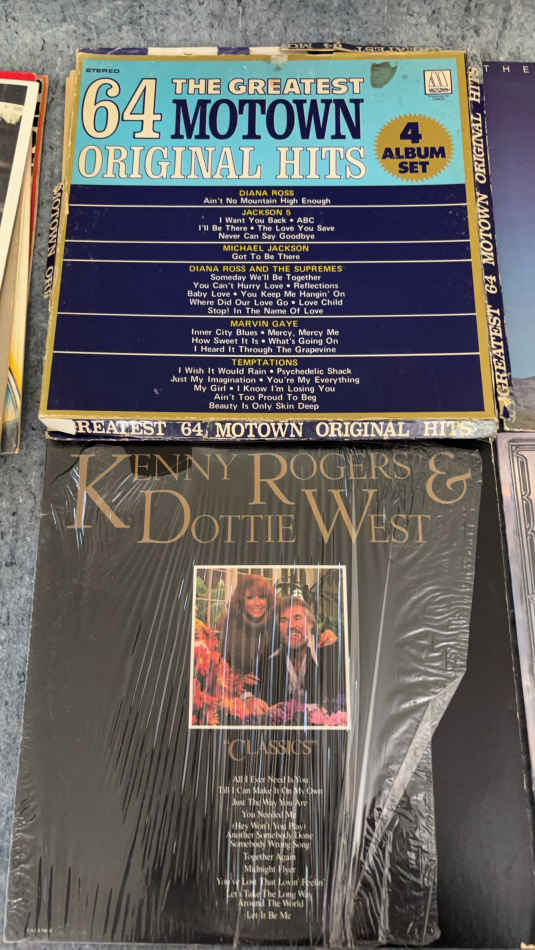 STEREO
64 THE GREATEST
MOTOWN
ORIGINAL HITS
4
ALBUM
SET
DIANA ROSS
Ain't No Mountain High Enough
JACKSON 5
I Want You Back • ABC
I'll Be There • The Love You Save
Never Can Say Goodbye
MICHAEL JACKSON
Got To Be There
DIANA ROSS AND THE SUPREMES
Someday We'll Be Together
You Can't Hurry Love • Reflections
Baby Love • You Keep Me Hangin' On
Where Did Our Love Go • Love Child
Stop! In The Name Of Love
MARVIN GAYE
Inner City Blues • Mercy, Mercy Me
How Sweet It Is • What's Going On
I Heard It Through The Grapevine
TEMPTATIONS
I Wish It Would Rain • Psychedelic Shack
Just My Imagination • You're My Everything
My Girl • I Know I'm Losing You
Ain't Too Proud To Beg
Beauty Is Only Skin Deep
GREATEST 64 MOTOWN ORIGINAL HITS
GREATEST 64 MOTOWN ORIGINAL HITS
MOTOWN
THE
KENNY ROGERS &
DOTTIE WEST
"CLASSICS"
All I Ever Need Is You
Till I Can Make It On My Own
Just The Way You Are
You Needed Me
(Hey Won't You Play)
Another Somebody Done
Somebody Wrong Song
Together Again
Midnight Flyer
You've Lost That Lovin' Feelin'
Let's Take The Long Way
Around The World
Let It Be Me